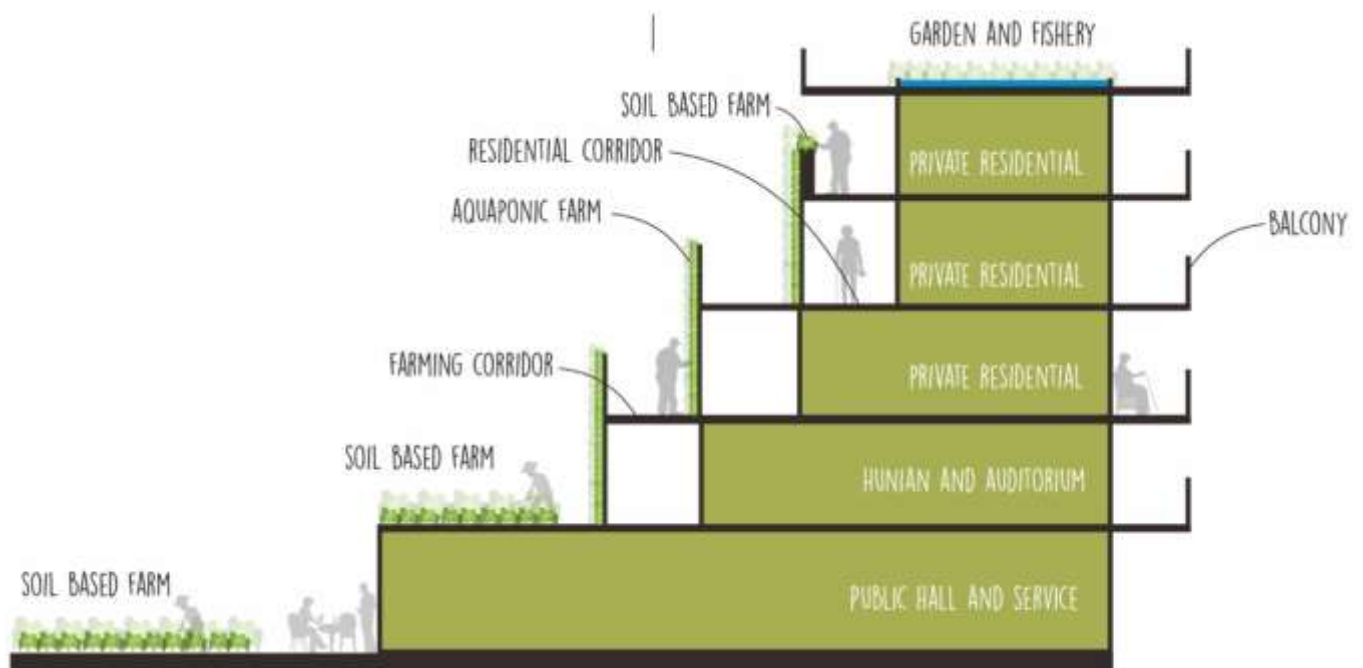 GARDEN AND FISHERY
SOIL BASED FARM
RESIDENTIAL CORRIDOR
PRIVATE RESIDENTIAL
AQUAPONIC FARM
BALCONY
PRIVATE RESIDENTIAL
FARMING CORRIDOR
PRIVATE RESIDENTIAL
SOIL BASED FARM
HUNIAN AND AUDITORIUM
SOIL BASED FARM
PUBLIC HALL AND SERVICE